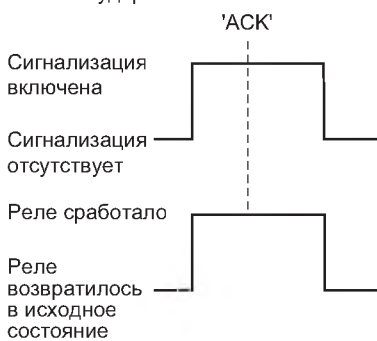 'ACK'
Сигнализация
включена
Сигнализация
отсутствует
Реле сработало
Реле
возвратилось
в исходное
состояние